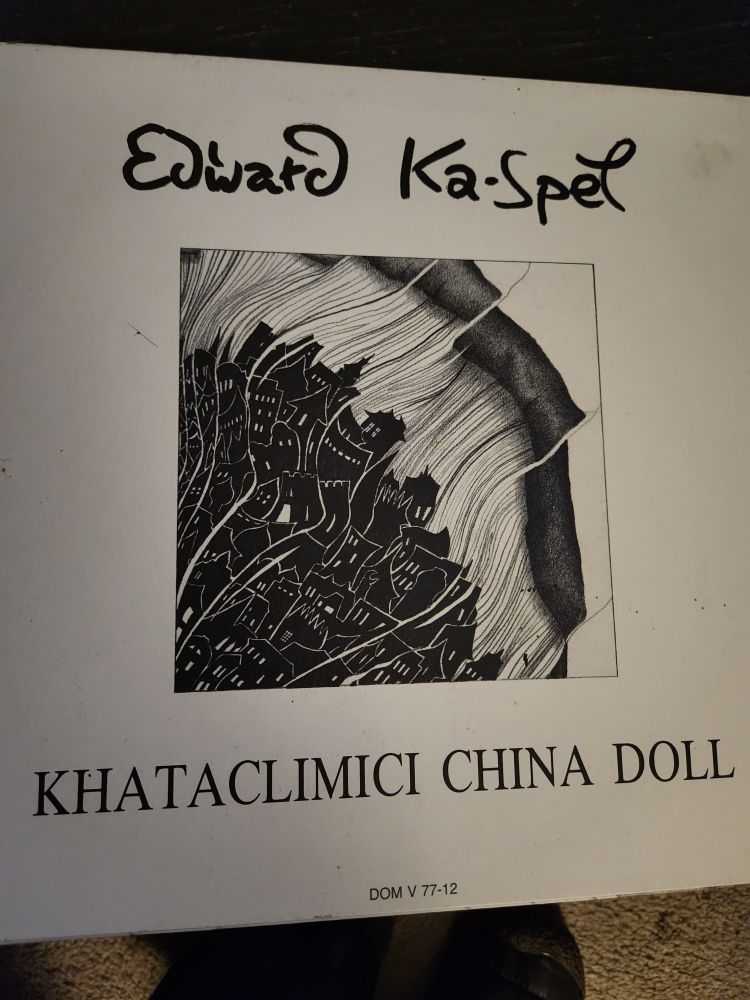 Edward Ka-Spel
KHATACLIMICI CHINA DOLL
DOM V 77-12